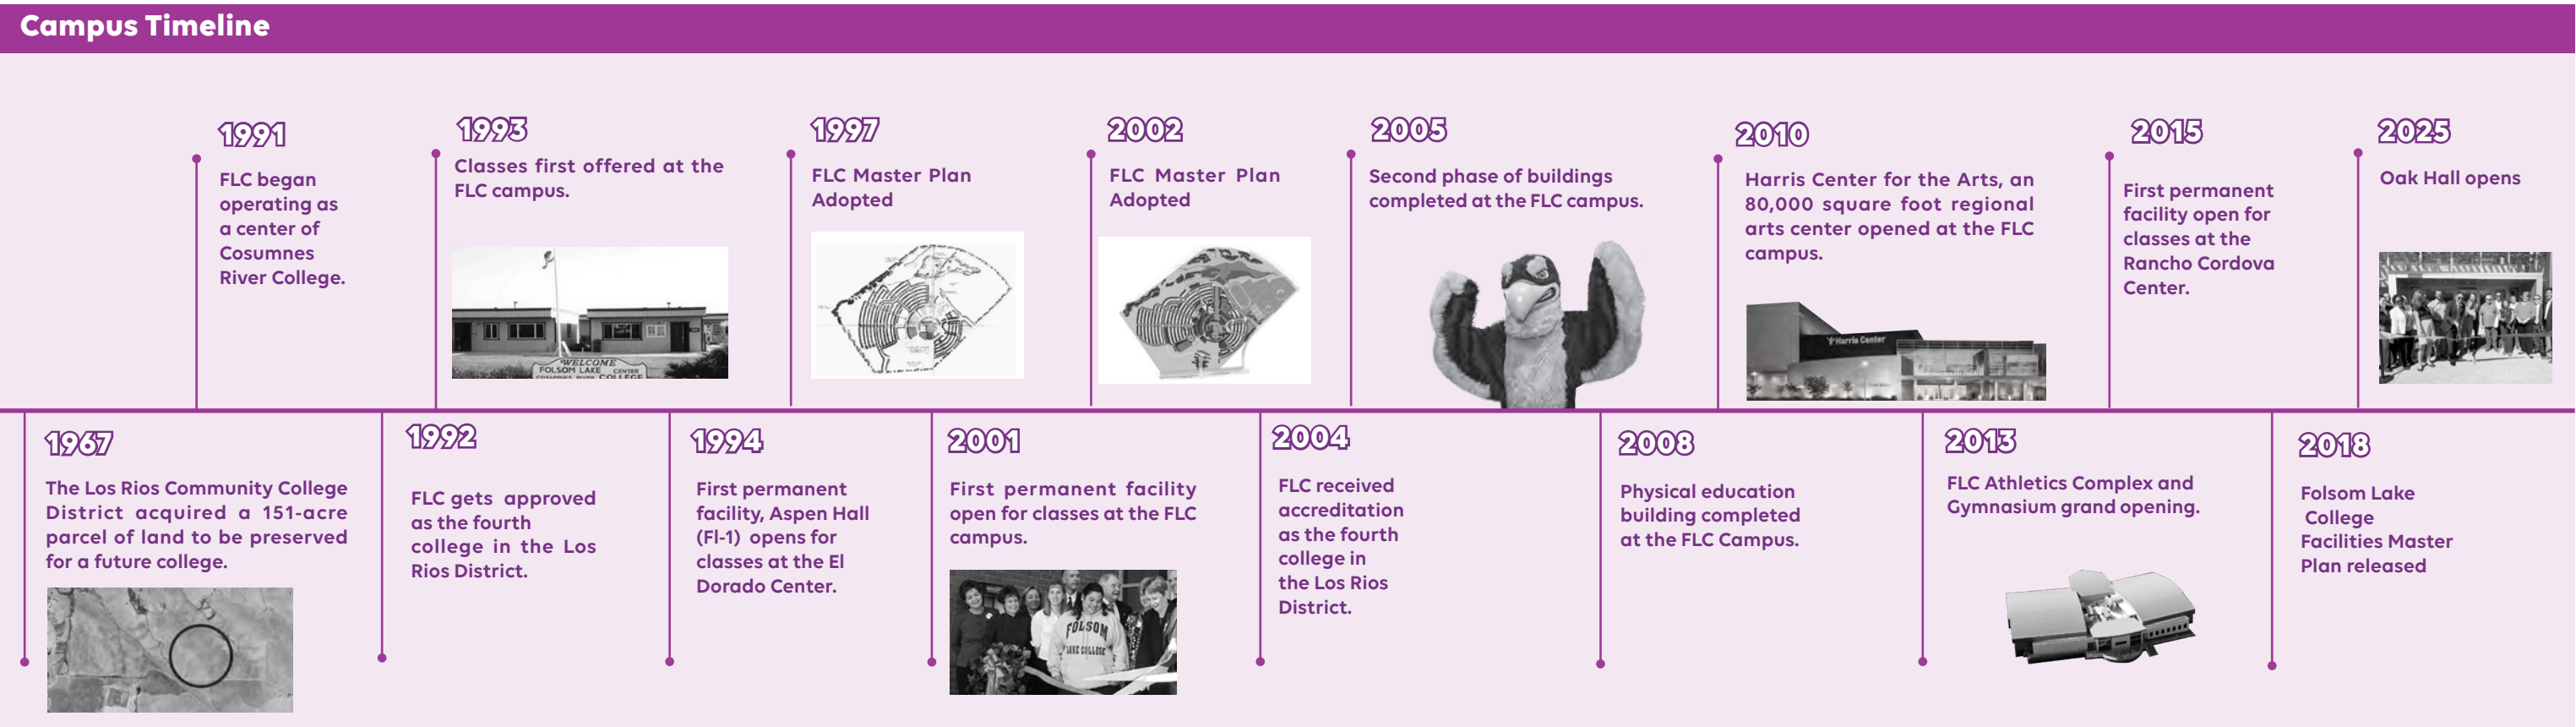 Campus Timeline
1967
The Los Rios Community College
District acquired a 151-acre
parcel of land to be preserved
for a future college.
1991
FLC began
operating as
a center of
Cosumnes
River College.
1992
FLC gets approved
as the fourth
college in the Los
Rios District.
1993
Classes first offered at the
FLC campus.
WELCOME
FOLSOM LAKE CENTER
COSUMNES RIVER COLLEGE
1994
First permanent
facility, Aspen Hall
(Fl-1) opens for
classes at the El
Dorado Center.
1997
FLC Master Plan
Adopted
2001
First permanent facility
open for classes at the FLC
campus.
FOLSOM
LAKE COLLEGE
2002
FLC Master Plan
Adopted
2004
FLC received
accreditation
as the fourth
college in
the Los Rios
District.
2005
Second phase of buildings
completed at the FLC campus.
2008
Physical education
building completed
at the FLC Campus.
2010
Harris Center for the Arts, an
80,000 square foot regional
arts center opened at the FLC
campus.
Harris Center
2013
FLC Athletics Complex and
Gymnasium grand opening.
2015
First permanent
facility open for
classes at the
Rancho Cordova
Center.
2018
Folsom Lake
College
Facilities Master
Plan released
2025
Oak Hall opens